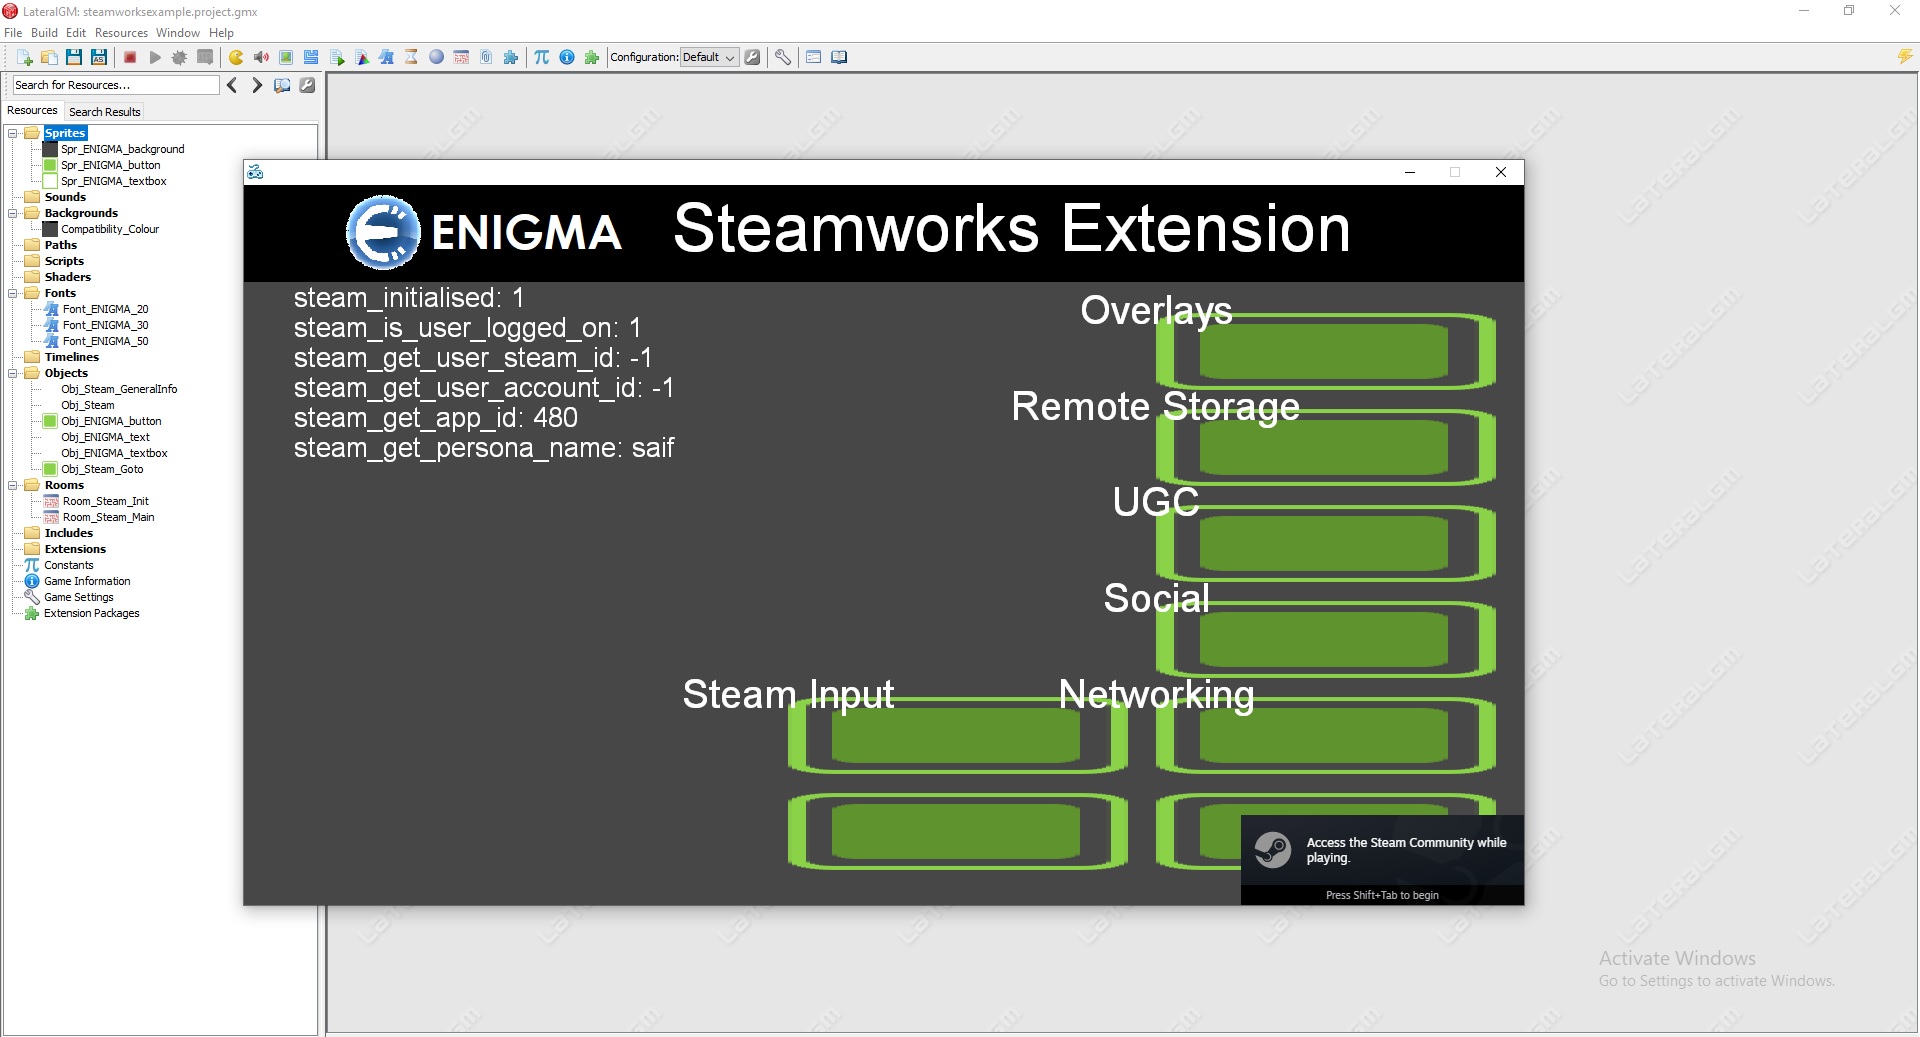 LateralGM: steamworksexample.project.gmx
File Build Edit Resources Window Help
Configuration: Default
Search for Resources...
Resources Search Results
Sprites
Spr_ENIGMA_background
Spr_ENIGMA_button
Spr_ENIGMA_textbox
Sounds
Backgrounds
Compatibility_Colour
Paths
Scripts
Shaders
Fonts
Font_ENIGMA_20
Font_ENIGMA_30
Font_ENIGMA_50
Timelines
Objects
Obj_Steam_GeneralInfo
Obj_Steam
Obj_ENIGMA_button
Obj_ENIGMA_text
Obj_ENIGMA_textbox
Obj_Steam_Goto
Rooms
Room_Steam_Init
Room_Steam_Main
Includes
Extensions
Constants
Game Information
Game Settings
Extension Packages
ENIGMA Steamworks Extension
steam_initialised: 1
steam_is_user_logged_on: 1
steam_get_user_steam_id: -1
steam_get_user_account_id: -1
steam_get_app_id: 480
steam_get_persona_name: saif
Overlays
Remote Storage
UGC
Social
Steam Input Networking
Access the Steam Community while
playing.
Press Shift+Tab to begin
Activate Windows
Go to Settings to activate Windows.
LateralGM